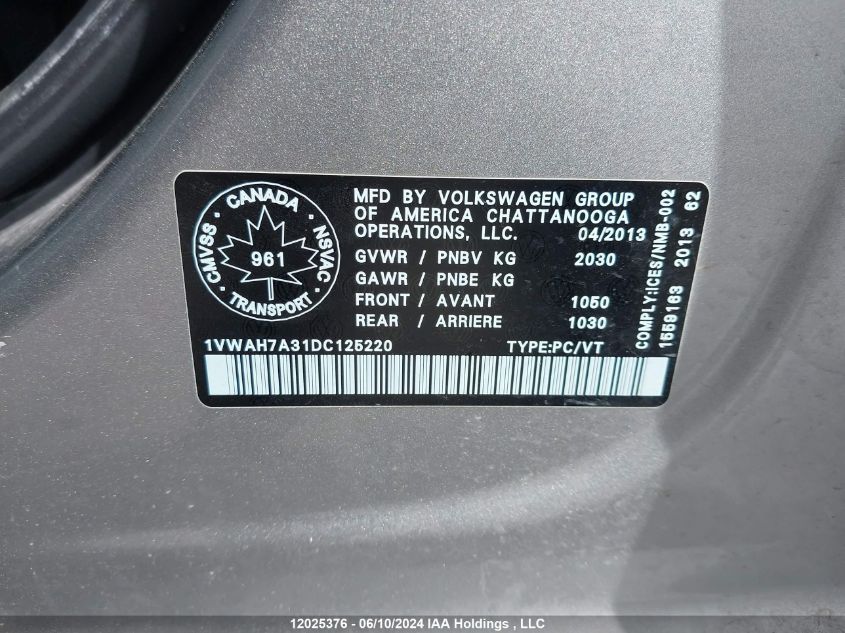 CANADA
CMVSS
NSVAC
961
TRANSPORT
MFD BY VOLKSWAGEN GROUP
OF AMERICA CHATTANOOGA
OPERATIONS, LLC. 04/2013
GVWR / PNBV KG 2030
GAWR / PNBE KG
FRONT / AVANT 1050
REAR / ARRIERE 1030
1VWAH7A31DC125220 TYPE:PC/VT
COMPLY:ICES/NMB-002
1559163 2013 62
12025376 - 06/10/2024 IAA Holdings , LLC